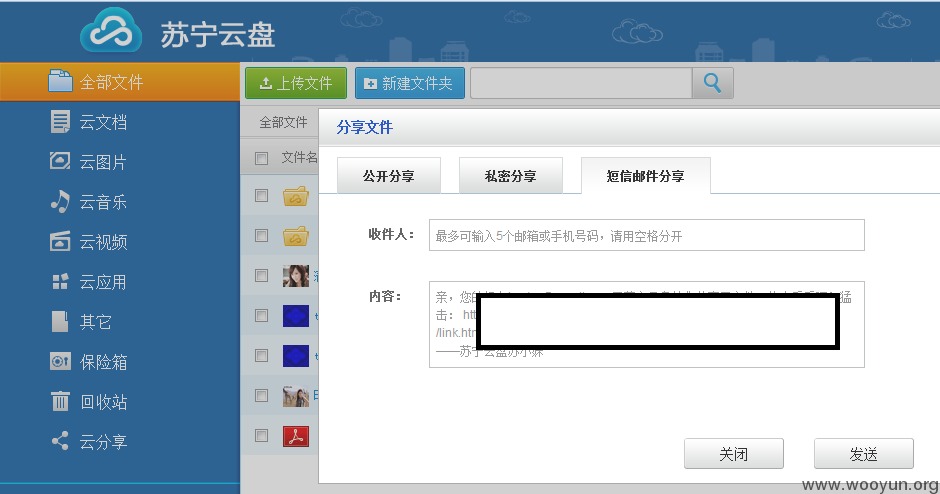 苏宁云盘
全部文件
云文档
云图片
云音乐
云视频
云应用
其它
保险箱
回收站
云分享
上传文件
新建文件夹
全部文件
文件名
分享文件
公开分享
私密分享
短信邮件分享
收件人：
最多可输入5个邮箱或手机号码，请用空格分开
内容：
亲，您的 猛
击： htt
/link.htm
——苏宁云盘苏小妹
关闭
发送
www.wooyun.org